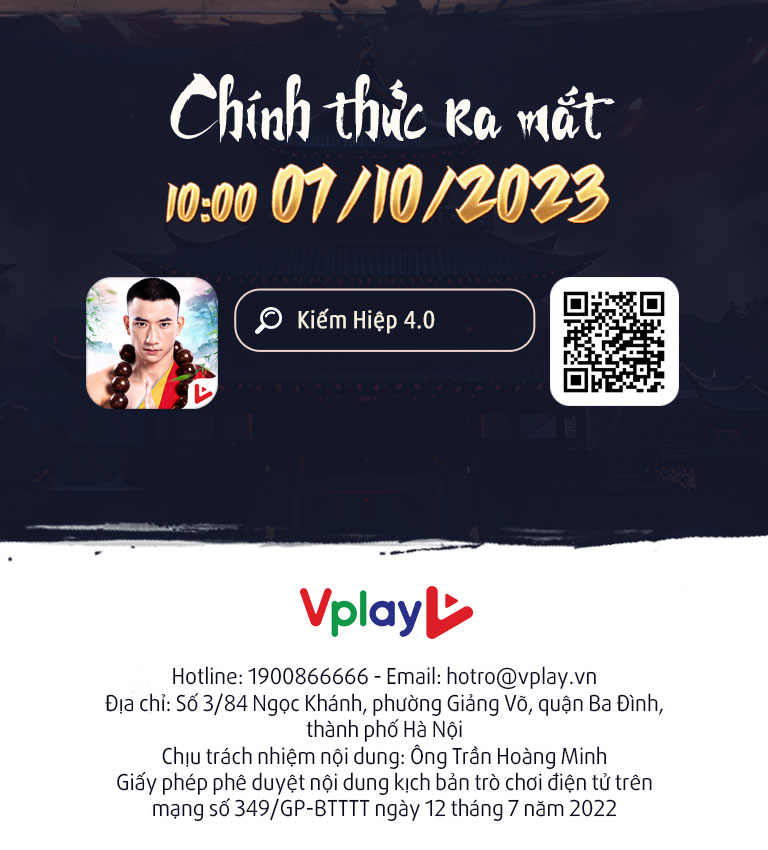 Chính thức ra mắt
10:00 07/10/2023
Kiếm Hiệp 4.0
Vplay
Hotline: 1900866666 - Email: hotro@vplay.vn
Địa chỉ: Số 3/84 Ngọc Khánh, phường Giảng Võ, quận Ba Đình,
thành phố Hà Nội
Chịu trách nhiệm nội dung: Ông Trần Hoàng Minh
Giấy phép phê duyệt nội dung kịch bản trò chơi điện tử trên
mạng số 349/GP-BTTTT ngày 12 tháng 7 năm 2022